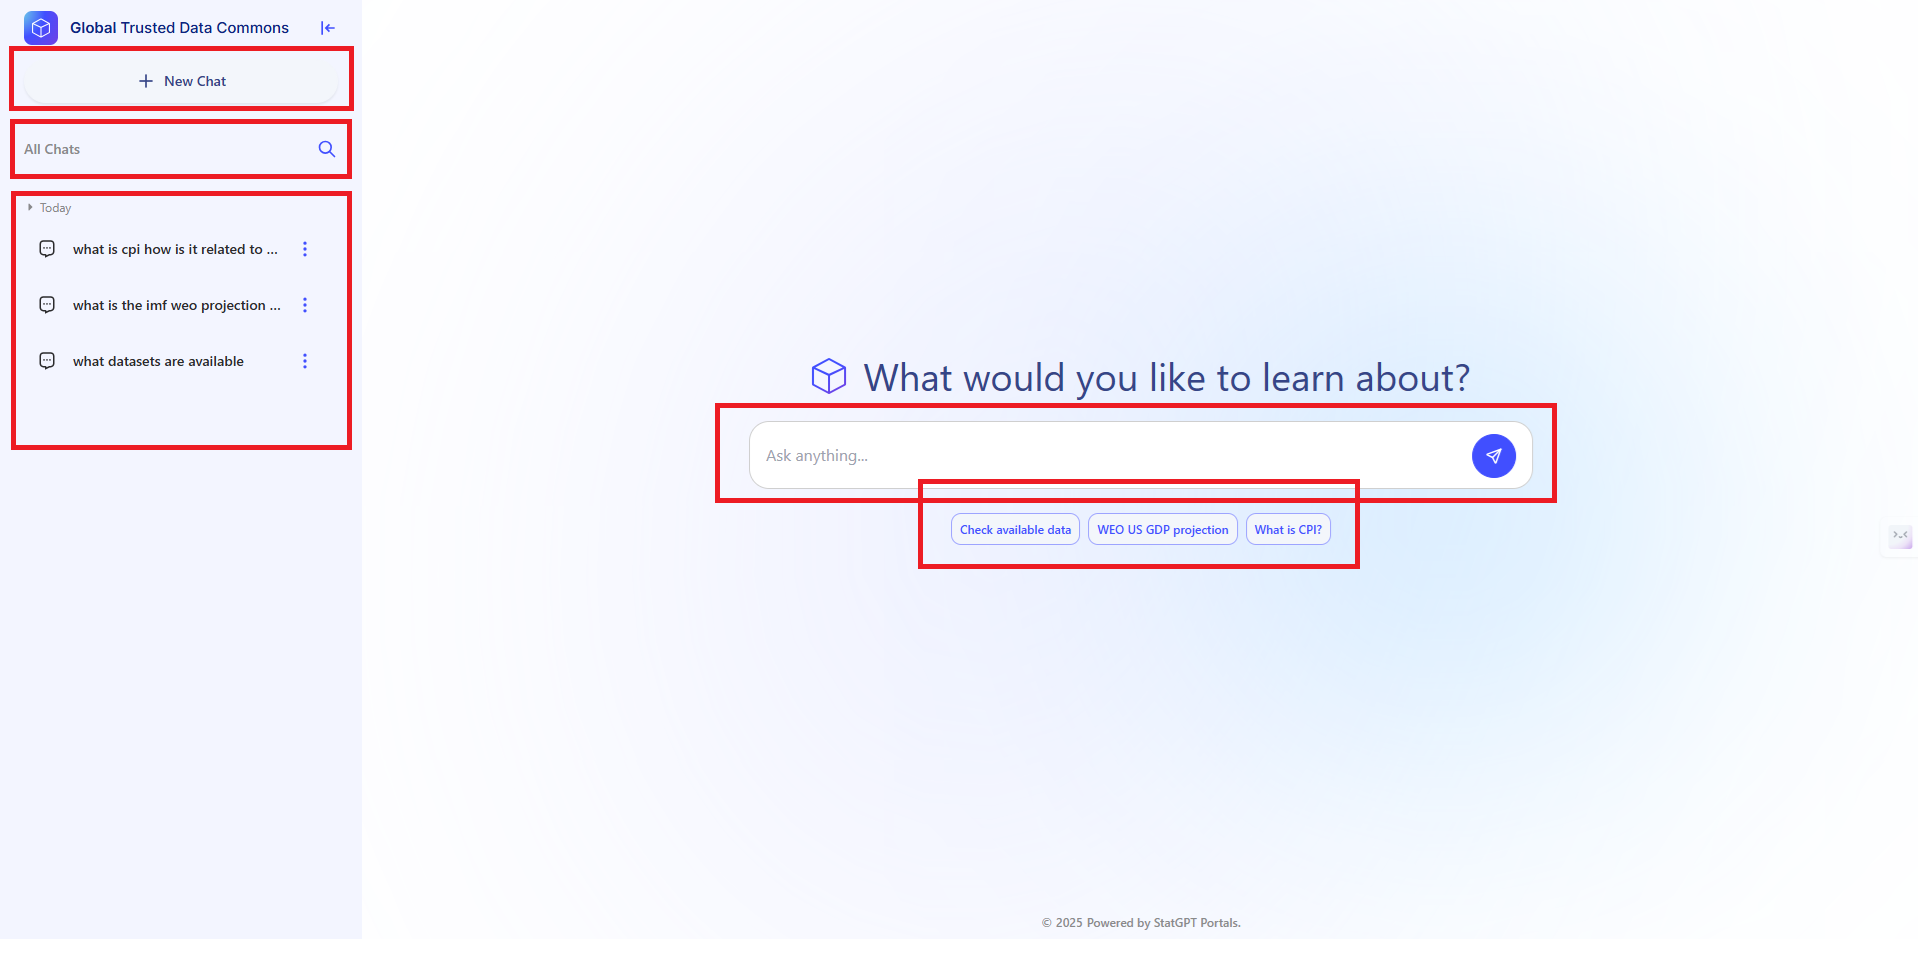 Global Trusted Data Commons
New Chat
All Chats
Today
what is cpi how is it related to ...
what is the imf weo projection ...
what datasets are available
What would you like to learn about?
Ask anything...
Check available data
WEO US GDP projection
What is CPI?
© 2025 Powered by StatGPT Portals.